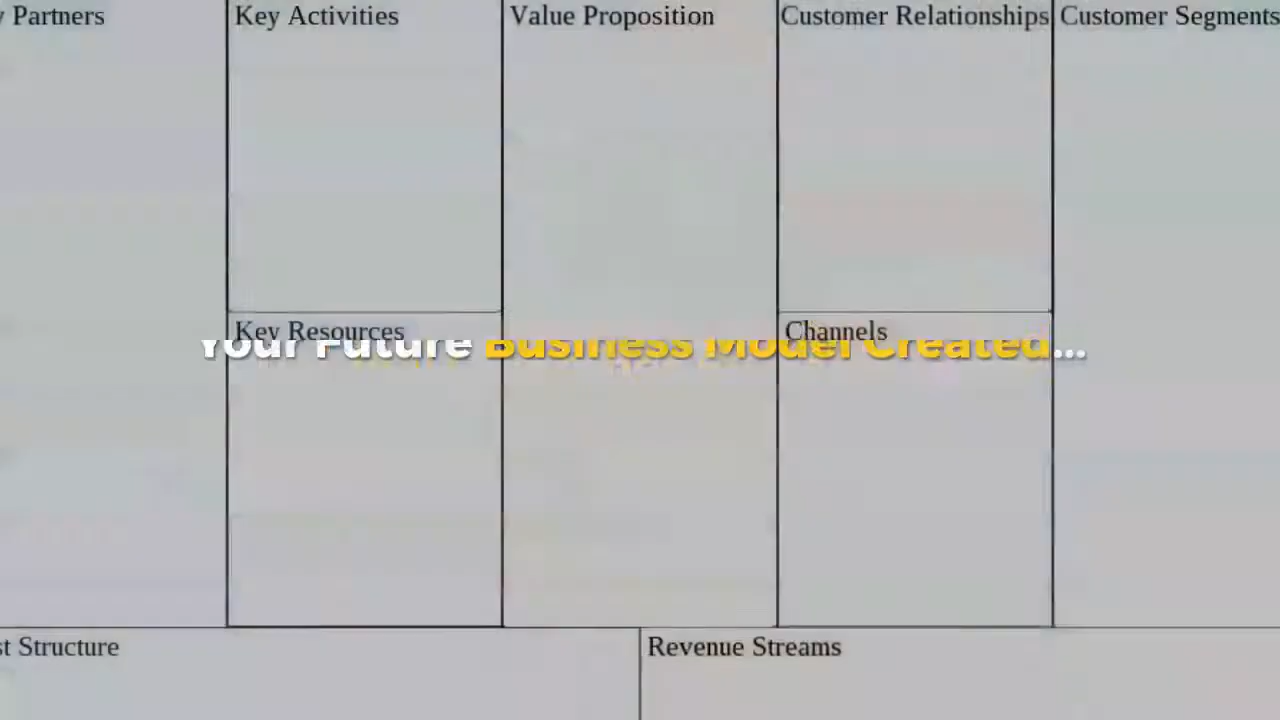 Partners
Key Activities
Value Proposition
Customer Relationships
Customer Segments
Key Resources
Channels
Your Future Business Model Created...
Structure
Revenue Streams